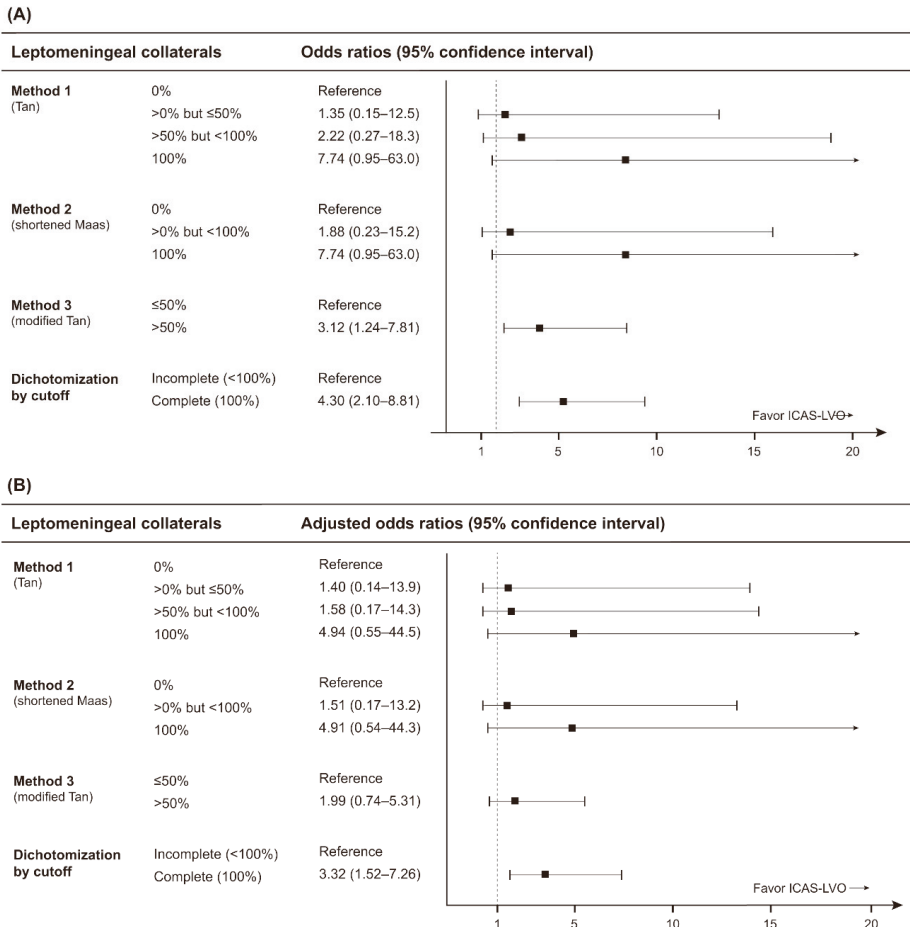 (A)
Leptomeningeal collaterals Odds ratios (95% confidence interval)
Method 1 0% Reference
(Tan) >0% but ≤50% 1.35 (0.15–12.5)
>50% but <100% 2.22 (0.27–18.3)
100% 7.74 (0.95–63.0)
Method 2 0% Reference
(shortened Maas) >0% but <100% 1.88 (0.23–15.2)
100% 7.74 (0.95–63.0)
Method 3 ≤50% Reference
(modified Tan) >50% 3.12 (1.24–7.81)
Dichotomization Incomplete (<100%) Reference
by cutoff Complete (100%) 4.30 (2.10–8.81)
Favor ICAS-LVO
1 5 10 15 20
(B)
Leptomeningeal collaterals Adjusted odds ratios (95% confidence interval)
Method 1 0% Reference
(Tan) >0% but ≤50% 1.40 (0.14–13.9)
>50% but <100% 1.58 (0.17–14.3)
100% 4.94 (0.55–44.5)
Method 2 0% Reference
(shortened Maas) >0% but <100% 1.51 (0.17–13.2)
100% 4.91 (0.54–44.3)
Method 3 ≤50% Reference
(modified Tan) >50% 1.99 (0.74–5.31)
Dichotomization Incomplete (<100%) Reference
by cutoff Complete (100%) 3.32 (1.52–7.26)
Favor ICAS-LVO
1 5 10 15 20